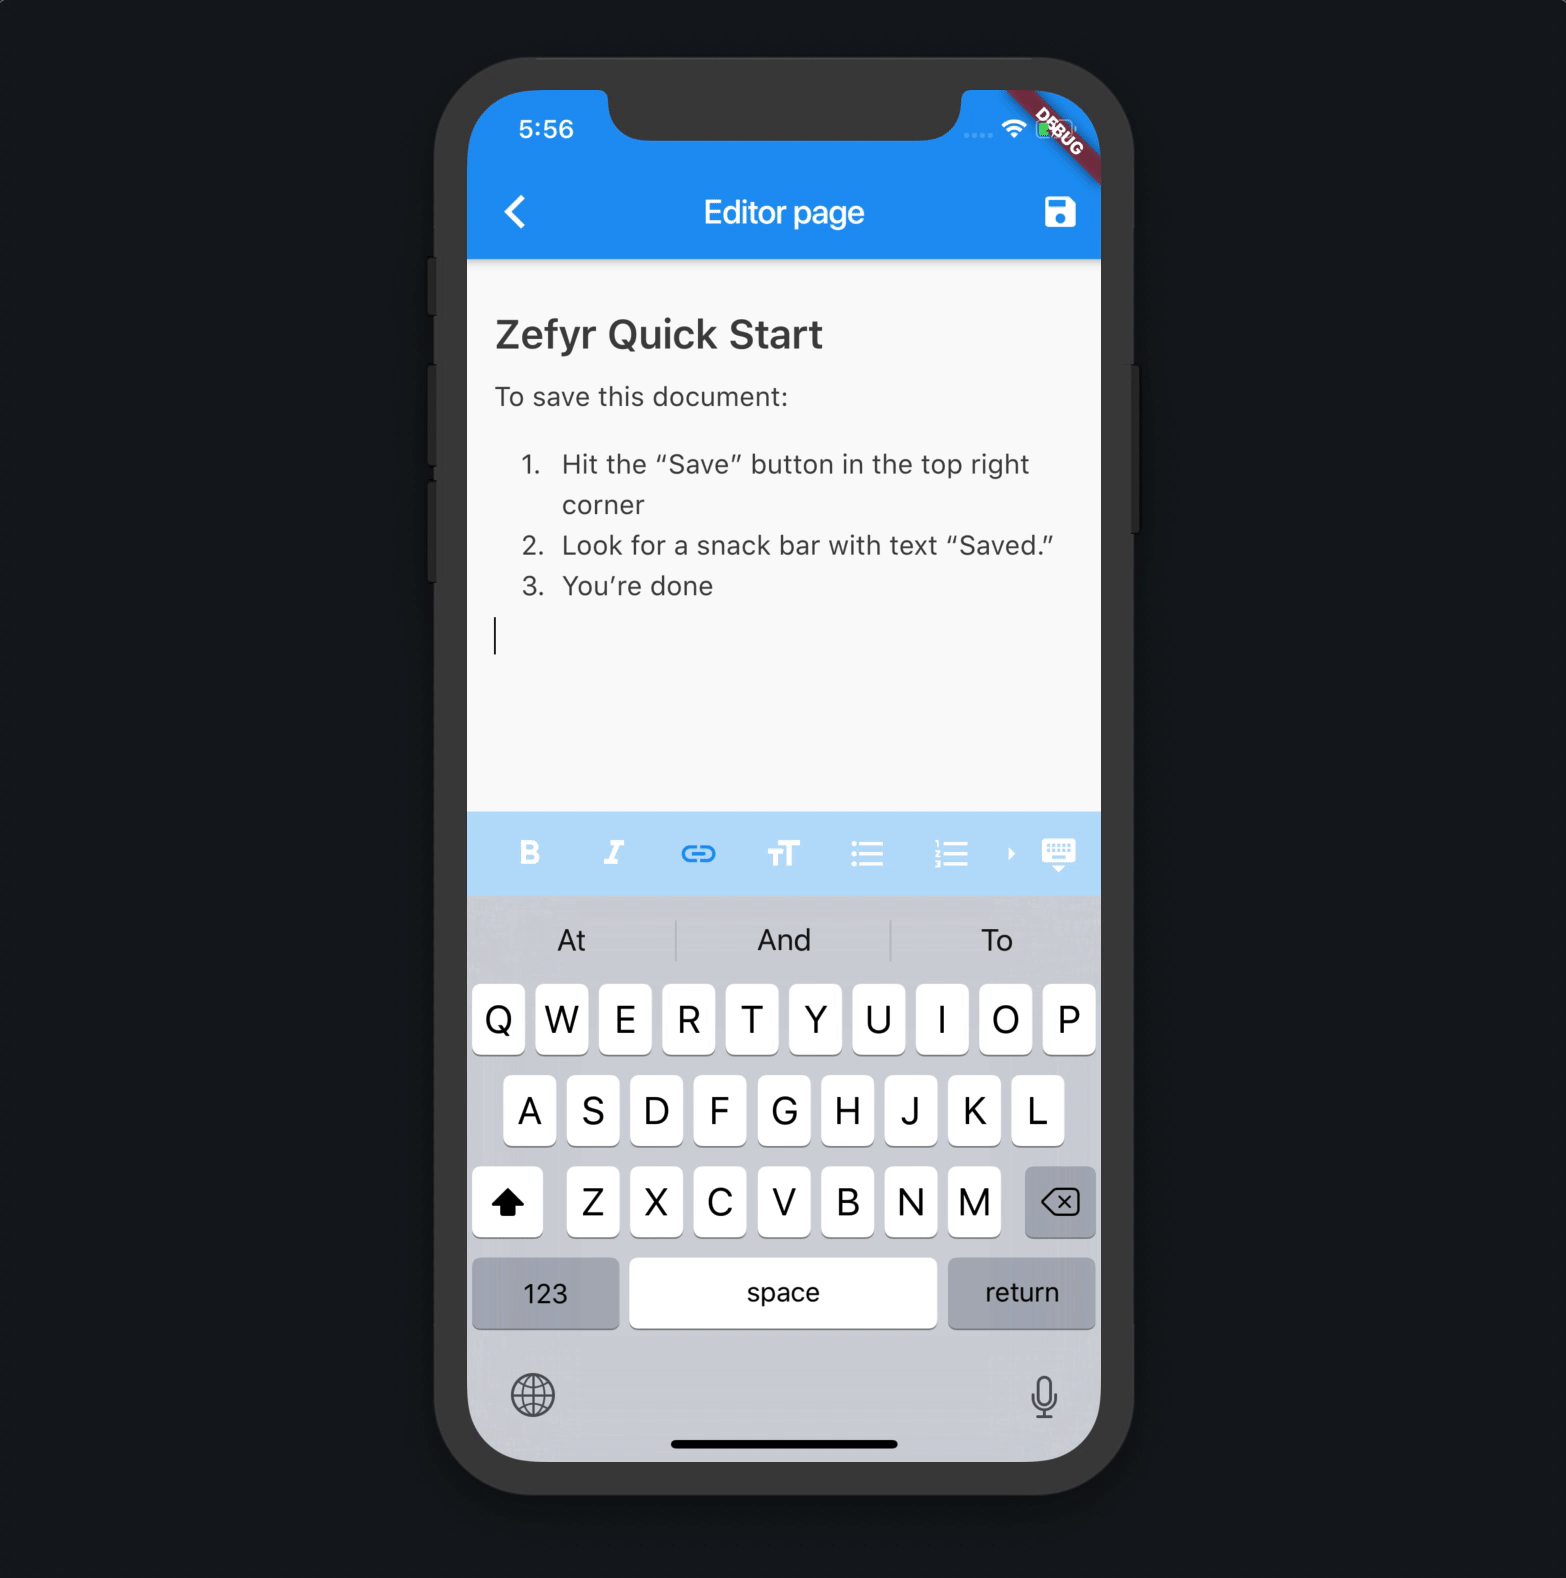 5:56
DEBUG
Editor page
Zefyr Quick Start
To save this document:
1. Hit the “Save” button in the top right
corner
2. Look for a snack bar with text “Saved.”
3. You’re done
B I TT
At And To
Q W E R T Y U I O P
A S D F G H J K L
Z X C V B N M
123 space return